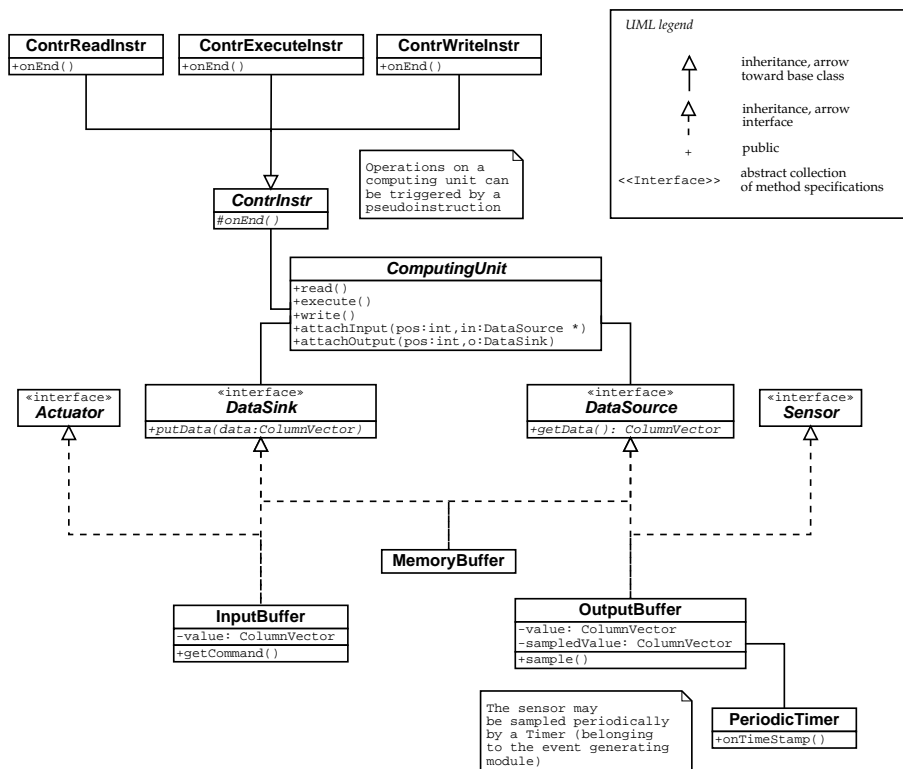 ContrReadInstr
+onEnd()
ContrExecuteInstr
+onEnd()
ContrWriteInstr
+onEnd()
UML legend
inheritance, arrow
toward base class
inheritance, arrow
interface
+
public
<<Interface>>
abstract collection
of method specifications
Operations on a
computing unit can
be triggered by a
pseudoinstruction
ContrInstr
#onEnd()
ComputingUnit
+read()
+execute()
+write()
+attachInput(pos:int,in:DataSource *)
+attachOutput(pos:int,o:DataSink)
«interface»
Actuator
«interface»
DataSink
+putData(data:ColumnVector)
«interface»
DataSource
+getData(): ColumnVector
«interface»
Sensor
MemoryBuffer
InputBuffer
-value: ColumnVector
+getCommand()
OutputBuffer
-value: ColumnVector
-sampledValue: ColumnVector
+sample()
The sensor may
be sampled periodically
by a Timer (belonging
to the event generating
module)
PeriodicTimer
+onTimeStamp()